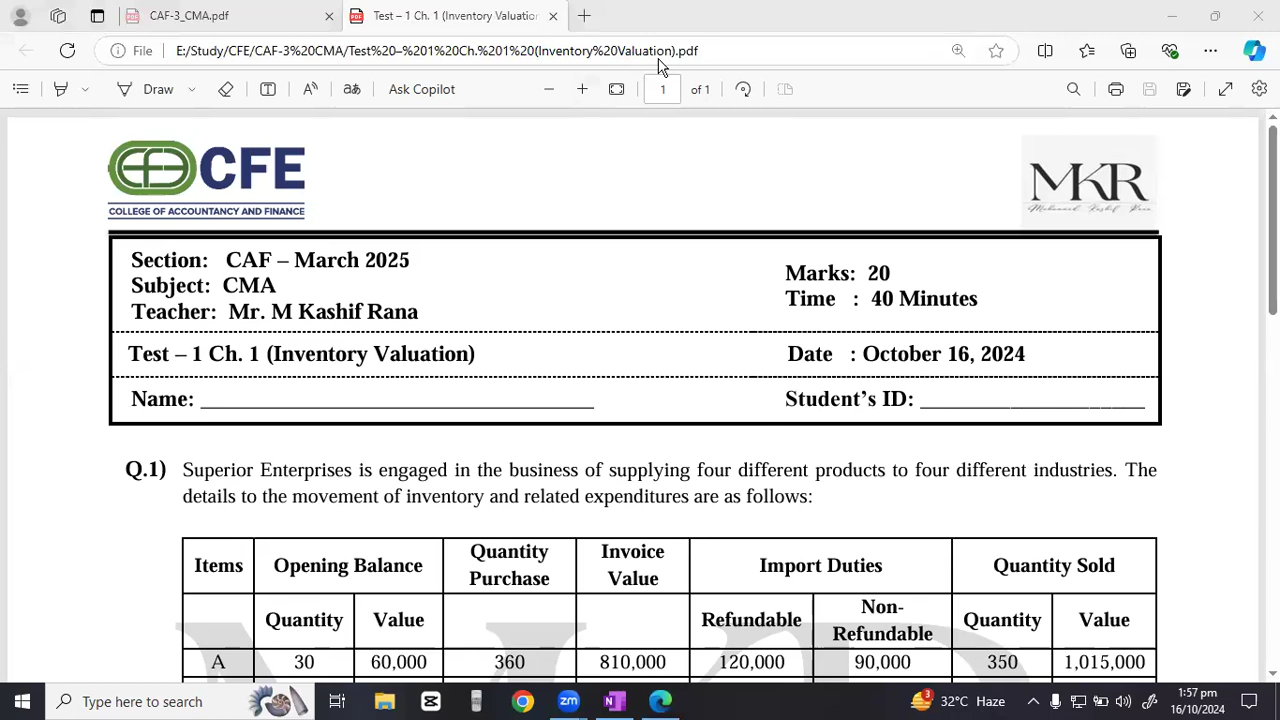 CAF-3_CMA.pdf
Test – 1 Ch. 1 (Inventory Valuation
File E:/Study/CFE/CAF-3%20CMA/Test%20–%201%20Ch.%201%20(Inventory%20Valuation).pdf
Draw Ask Copilot 1 of 1
CFE
COLLEGE OF ACCOUNTANCY AND FINANCE
MKR
Section: CAF – March 2025
Subject: CMA
Teacher: Mr. M Kashif Rana
Marks: 20
Time : 40 Minutes
Test – 1 Ch. 1 (Inventory Valuation) Date : October 16, 2024
Name: Student's ID:
Q.1) Superior Enterprises is engaged in the business of supplying four different products to four different industries. The
details to the movement of inventory and related expenditures are as follows:
Items Opening Balance Quantity Purchase Invoice Value Import Duties Quantity Sold
Quantity Value Refundable Non-Refundable Quantity Value
A 30 60,000 360 810,000 120,000 90,000 350 1,015,000
Type here to search
zm
3
32°C Haze
1:57 pm
16/10/2024